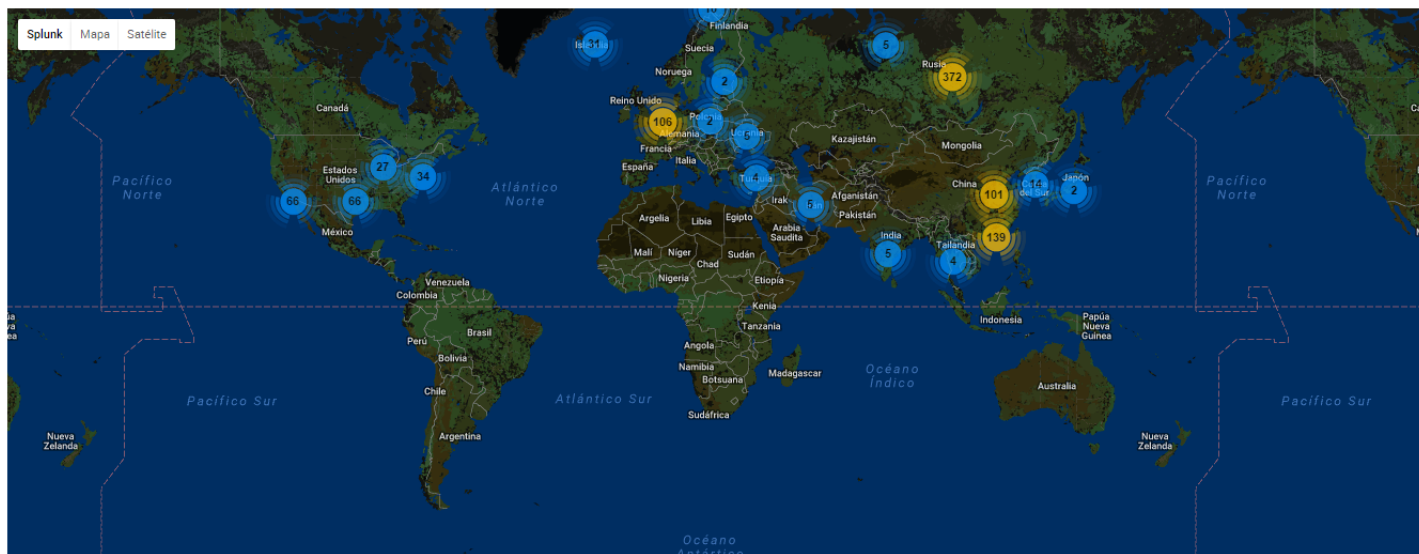 Splunk Mapa Satélite
Finlandia
Islandia
Suecia
Noruega
5
Rusia
372
2
Reino Unido
106
Alemania
Polonia
2
Ucrania
Francia
Italia
España
Canadá
Kazajistán
Mongolia
27
34
Estados
Unidos
66
66
México
Pacífico
Norte
Atlántico
Norte
Turquía
Irak
5
Afganistán
Pakistán
China
101
139
Corea
del Sur
14
Japón
2
Pacífico
Norte
Argelia
Libia
Egipto
Arabia
Saudita
India
5
Tailandia
4
Malí
Níger
Chad
Sudán
Nigeria
Etiopía
Kenia
Tanzania
Venezuela
Colombia
Brasil
Perú
Bolivia
Chile
Argentina
Angola
Namibia
Botsuana
Madagascar
Sudáfrica
Indonesia
Papúa
Nueva
Guinea
Australia
Océano
Índico
Pacífico Sur
Atlántico Sur
Pacífico Sur
Nueva
Zelanda
Nueva
Zelanda
Océano
Antártico